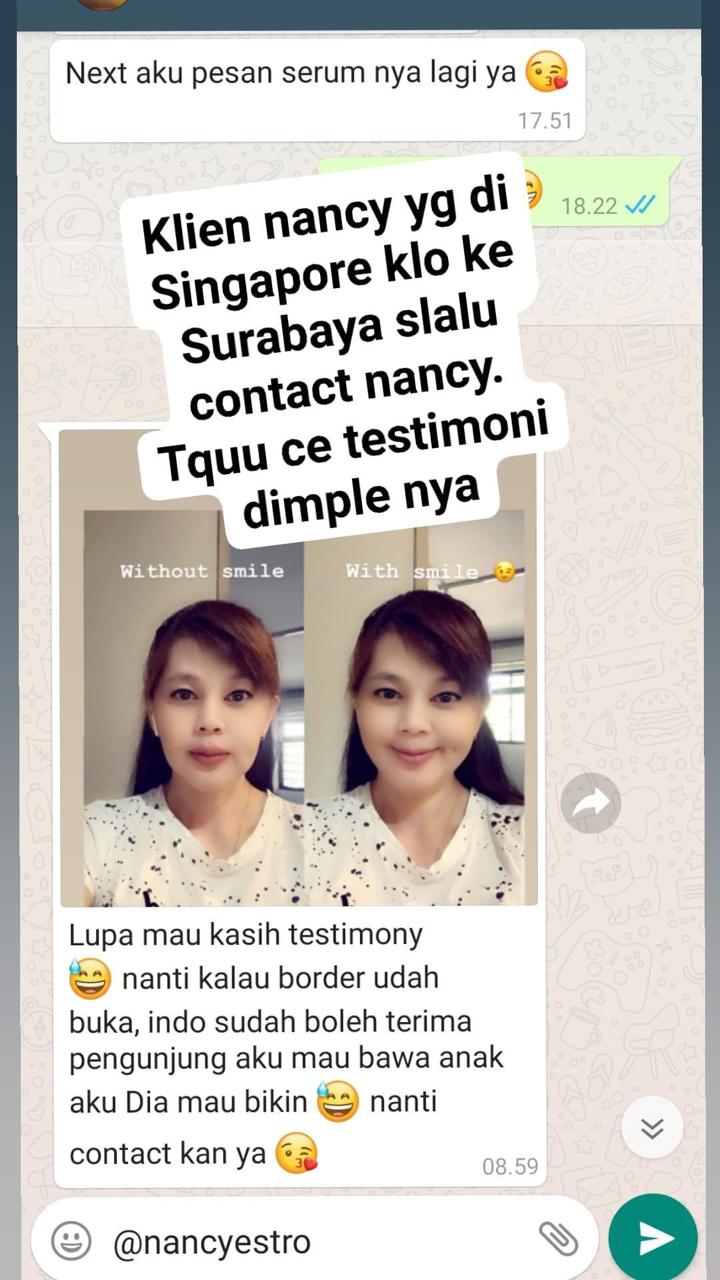 Next aku pesan serum nya lagi ya 😘
17.51
18.22
Klien nancy yg di
Singapore klo ke
Surabaya slalu
contact nancy.
Tquu ce testimoni
dimple nya
Without smile
With smile 😉
Lupa mau kasih testimony
😅 nanti kalau border udah
buka, indo sudah boleh terima
pengunjung aku mau bawa anak
aku Dia mau bikin 😅 nanti
contact kan ya 😘
08.59
@nancyestro